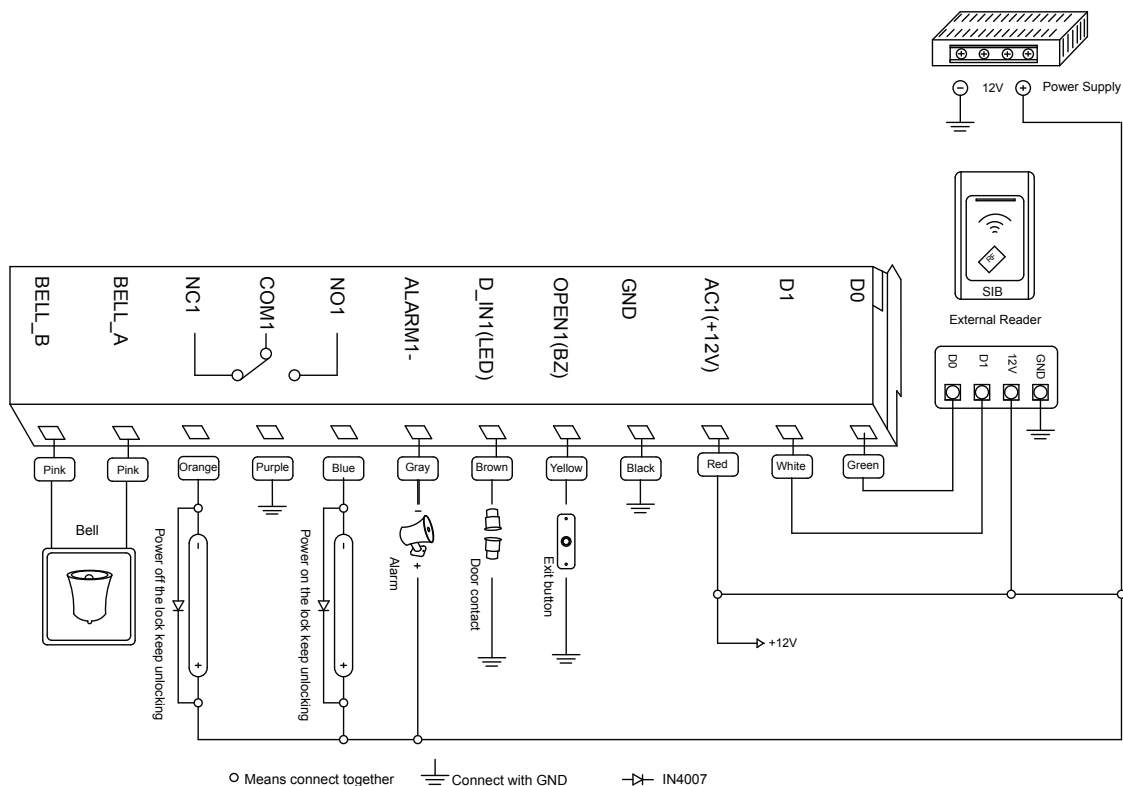 12V
Power Supply
SIB
External Reader
BELL_B
BELL_A
NC1
COM1
NO1
ALARM1-
D_IN1(LED)
OPEN1(BZ)
GND
AC1(+12V)
D1
D0
D0
D1
12V
GND
Pink
Pink
Orange
Purple
Blue
Gray
Brown
Yellow
Black
Red
White
Green
Bell
Power off the lock keep unlocking
Power on the lock keep unlocking
Alarm
Door contact
Exit button
+12V
Means connect together
Connect with GND
IN4007